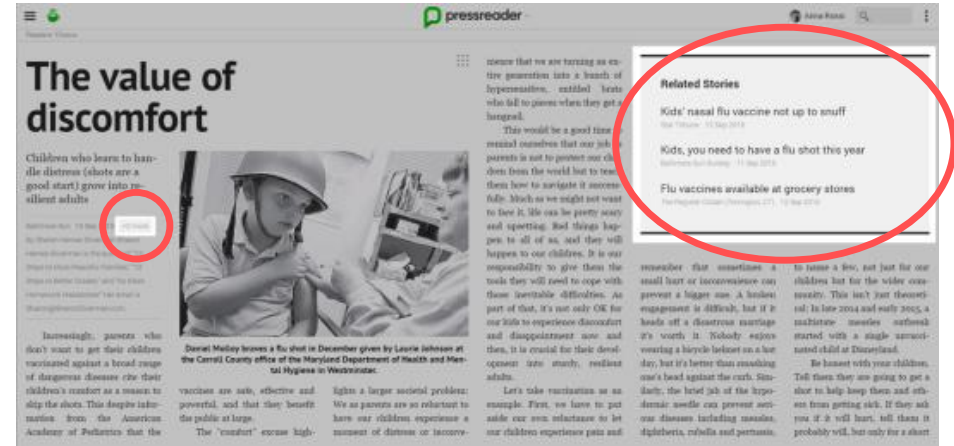 pressreader
Anna Rossi
The value of
discomfort
Children who learn to han-
dle distress (shots are a
good start) grow into re-
silient adults
Increasingly, parents who
don't want to get their children
vaccinated against a broad range
of dangerous diseases cite their
children's comfort as a reason to
skip the shots. This despite infor-
mation from the American
Academy of Pediatrics that the
Daniel Molloy braves a flu shot in December given by Laurie Johnson at
the Carroll County office of the Maryland Department of Health and Men-
tal Hygiene in Westminster.
vaccines are safe, effective and
powerful, and that they benefit
the public at large.
The "comfort" excuse high-
lights a larger societal problem:
We as parents are so reluctant to
have our children experience a
moment of distress or inconve-
nience that we are turning an en-
tire generation into a bunch of
hypersensitive, entitled brats
who fall to pieces when they get a
hangnail.
This would be a good time to
remind ourselves that our job as
parents is not to protect our chil-
dren from the world but to teach
them how to navigate it success-
fully. Much as we might not want
to face it, life can be pretty scary
and upsetting. Bad things hap-
pen to all of us, and they will
happen to our children. It is our
responsibility to give them the
tools they will need to cope with
those inevitable difficulties. As
part of that, it's not only OK for
our kids to experience discomfort
and disappointment now and
then, it is crucial for their devel-
opment into sturdy, resilient
adults.
Let's take vaccination as an
example. First, we have to put
aside our own reluctance to let
our children experience pain and
Related Stories
Kids' nasal flu vaccine not up to snuff
Star Tribune 10 Sep 2016
Kids, you need to have a flu shot this year
Baltimore Sun Sunday 11 Sep 2016
Flu vaccines available at grocery stores
The Register Citizen (Torrington, CT)
remember that sometimes a
small hurt or inconvenience can
prevent a bigger one. A broken
engagement is difficult, but if it
heads off a disastrous marriage
it's worth it. Nobody enjoys
wearing a bicycle helmet on a hot
day, but it's better than smashing
one's head against the curb. Sim-
ilarly, the brief jab of the hypo-
dermic needle can prevent seri-
ous diseases including measles,
diphtheria, rubella and pertussis,
to name a few, not just for our
children but for the wider com-
munity. This isn't just theoreti-
cal: In late 2014 and early 2015, a
multistate measles outbreak
started with a single unvacci-
nated child at Disneyland.
Be honest with your children.
Tell them they are going to get a
shot to help keep them and oth-
ers from getting sick. If they ask
you if it will hurt, tell them it
probably will, but only for a short